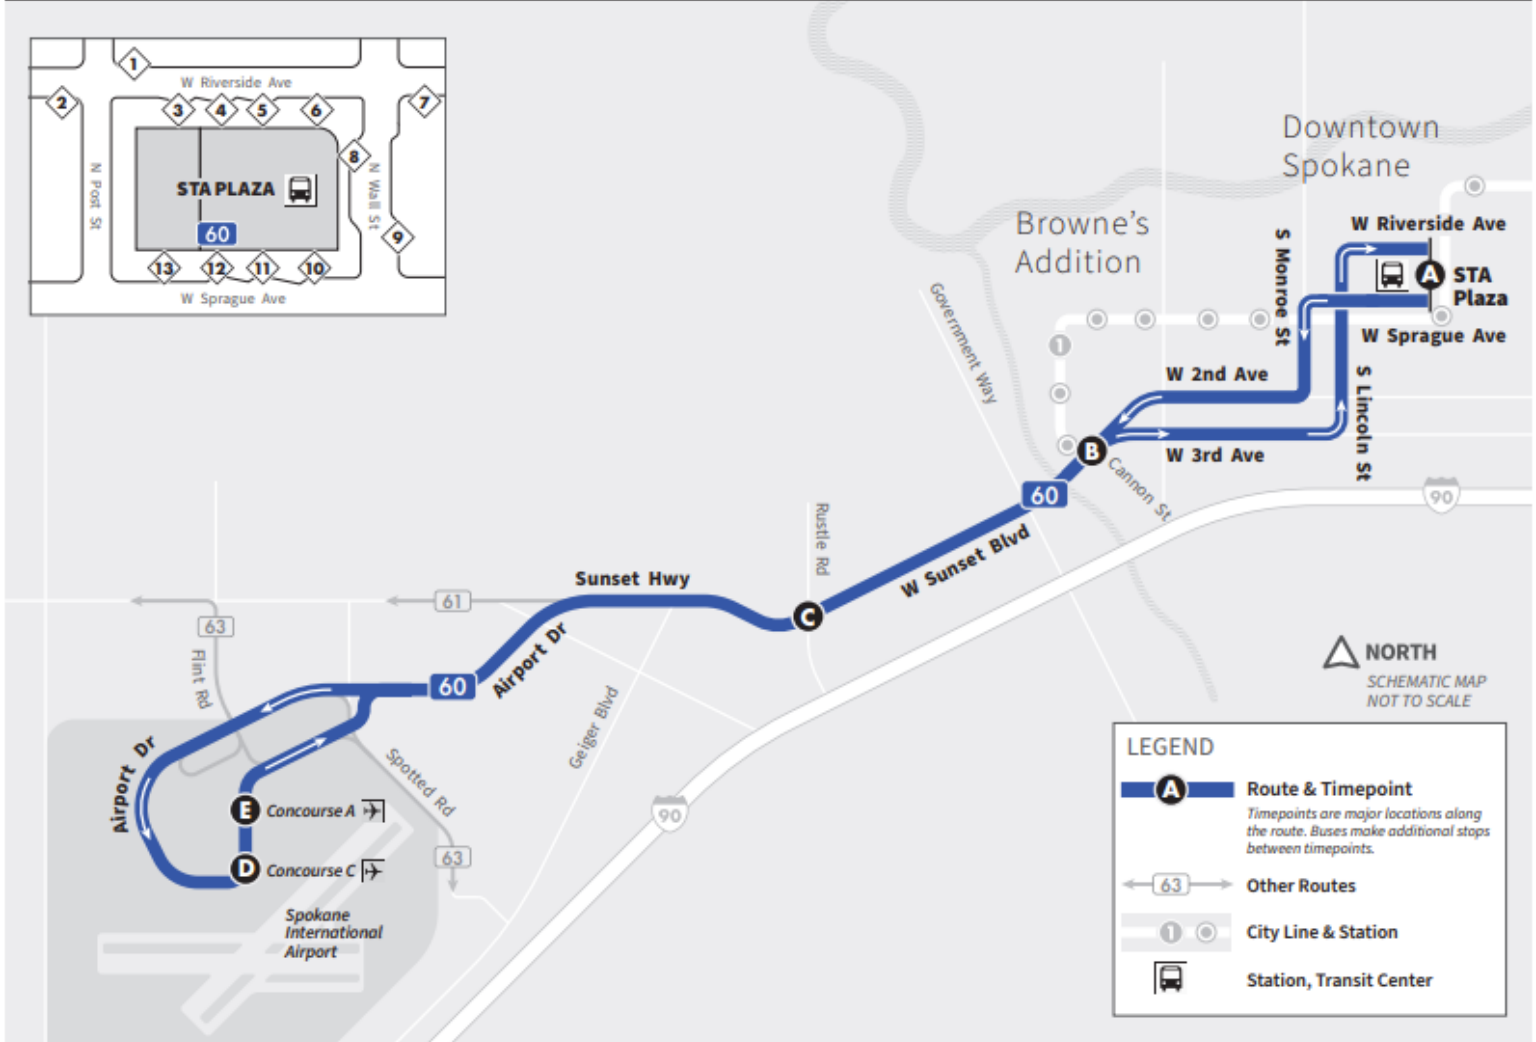 1
W Riverside Ave
2
3
4
5
6
7
8
N Post St
N Wall St
STA PLAZA
60
9
13
12
11
10
W Sprague Ave
Downtown
Spokane
Browne's
Addition
W Riverside Ave
S Monroe St
A
STA
Plaza
W Sprague Ave
Government Way
1
W 2nd Ave
S Lincoln St
B
W 3rd Ave
Cannon St
60
90
Rustle Rd
W Sunset Blvd
Sunset Hwy
61
63
C
Airport Dr
Flint Rd
60
Geiger Blvd
Airport Dr
Spotted Rd
E
Concourse A
90
63
D
Concourse C
Spokane
International
Airport
NORTH
SCHEMATIC MAP
NOT TO SCALE
LEGEND
A
Route & Timepoint
Timepoints are major locations along
the route. Buses make additional stops
between timepoints.
63
Other Routes
1
City Line & Station
Station, Transit Center